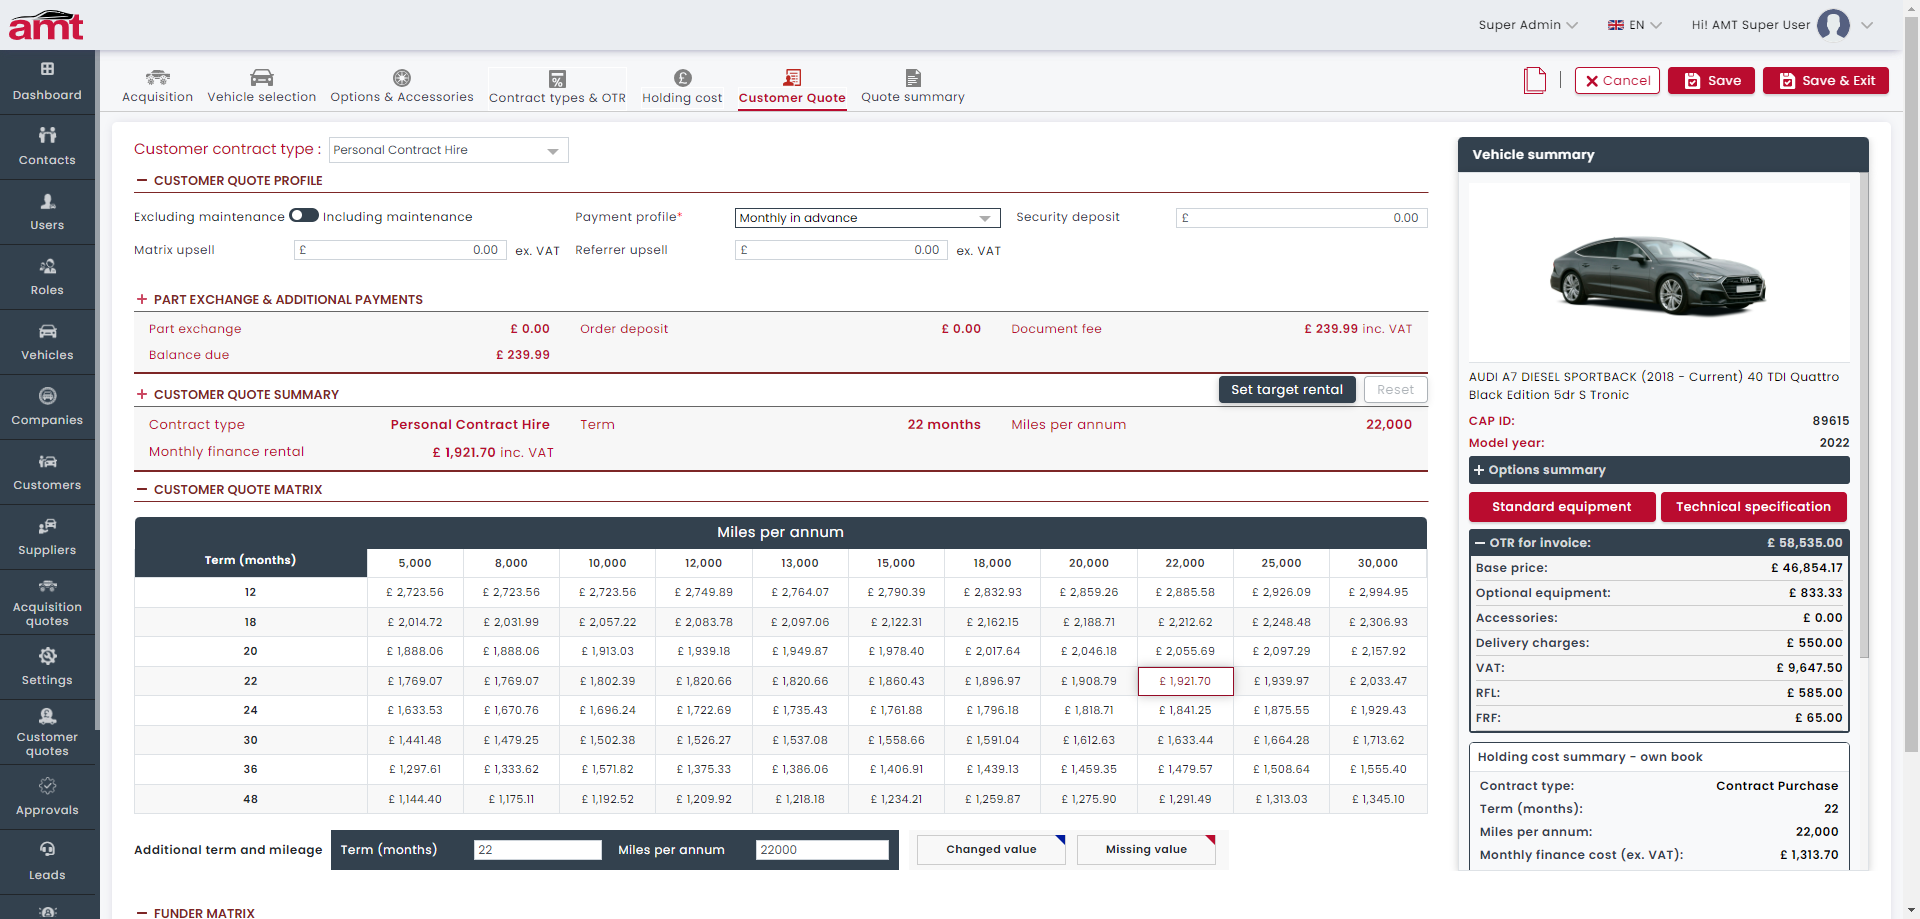 amt
Super Admin
EN
Hi! AMT Super User
Dashboard
Contacts
Users
Roles
Vehicles
Companies
Customers
Suppliers
Acquisition
quotes
Settings
Customer
quotes
Approvals
Leads
Acquisition
Vehicle selection
Options & Accessories
Contract types & OTR
Holding cost
Customer Quote
Quote summary
Cancel
Save
Save & Exit
Customer contract type : Personal Contract Hire
CUSTOMER QUOTE PROFILE
Excluding maintenance Including maintenance Payment profile* Monthly in advance Security deposit £ 0.00
Matrix upsell £ 0.00 ex. VAT Referrer upsell £ 0.00 ex. VAT
PART EXCHANGE & ADDITIONAL PAYMENTS
Part exchange £ 0.00 Order deposit £ 0.00 Document fee £ 239.99 inc. VAT
Balance due £ 239.99
CUSTOMER QUOTE SUMMARY Set target rental Reset
Contract type Personal Contract Hire Term 22 months Miles per annum 22,000
Monthly finance rental £ 1,921.70 inc. VAT
CUSTOMER QUOTE MATRIX
Miles per annum
Term (months) 5,000 8,000 10,000 12,000 13,000 15,000 18,000 20,000 22,000 25,000 30,000
12 £ 2,723.56 £ 2,723.56 £ 2,723.56 £ 2,749.89 £ 2,764.07 £ 2,790.39 £ 2,832.93 £ 2,859.26 £ 2,885.58 £ 2,926.09 £ 2,994.95
18 £ 2,014.72 £ 2,031.99 £ 2,057.22 £ 2,083.78 £ 2,097.06 £ 2,122.31 £ 2,162.15 £ 2,188.71 £ 2,212.62 £ 2,248.48 £ 2,306.93
20 £ 1,888.06 £ 1,888.06 £ 1,913.03 £ 1,939.18 £ 1,949.87 £ 1,978.40 £ 2,017.64 £ 2,046.18 £ 2,055.69 £ 2,097.29 £ 2,157.92
22 £ 1,769.07 £ 1,769.07 £ 1,802.39 £ 1,820.66 £ 1,820.66 £ 1,860.43 £ 1,896.97 £ 1,908.79 £ 1,921.70 £ 1,939.97 £ 2,033.47
24 £ 1,633.53 £ 1,670.76 £ 1,696.24 £ 1,722.69 £ 1,735.43 £ 1,761.88 £ 1,796.18 £ 1,818.71 £ 1,841.25 £ 1,875.55 £ 1,929.43
30 £ 1,441.48 £ 1,479.25 £ 1,502.38 £ 1,526.27 £ 1,537.08 £ 1,558.66 £ 1,591.04 £ 1,612.63 £ 1,633.44 £ 1,664.28 £ 1,713.62
36 £ 1,297.61 £ 1,333.62 £ 1,571.82 £ 1,375.33 £ 1,386.06 £ 1,406.91 £ 1,439.13 £ 1,459.35 £ 1,479.57 £ 1,508.64 £ 1,555.40
48 £ 1,144.40 £ 1,175.11 £ 1,192.52 £ 1,209.92 £ 1,218.18 £ 1,234.21 £ 1,259.87 £ 1,275.90 £ 1,291.49 £ 1,313.03 £ 1,345.10
Additional term and mileage Term (months) 22 Miles per annum 22000 Changed value Missing value
FUNDER MATRIX
Vehicle summary
AUDI A7 DIESEL SPORTBACK (2018 - Current) 40 TDI Quattro
Black Edition 5dr S Tronic
CAP ID: 89615
Model year: 2022
Options summary
Standard equipment Technical specification
OTR for invoice: £ 58,535.00
Base price: £ 46,854.17
Optional equipment: £ 833.33
Accessories: £ 0.00
Delivery charges: £ 550.00
VAT: £ 9,647.50
RFL: £ 585.00
FRF: £ 65.00
Holding cost summary - own book
Contract type: Contract Purchase
Term (months): 22
Miles per annum: 22,000
Monthly finance cost (ex. VAT): £ 1,313.70